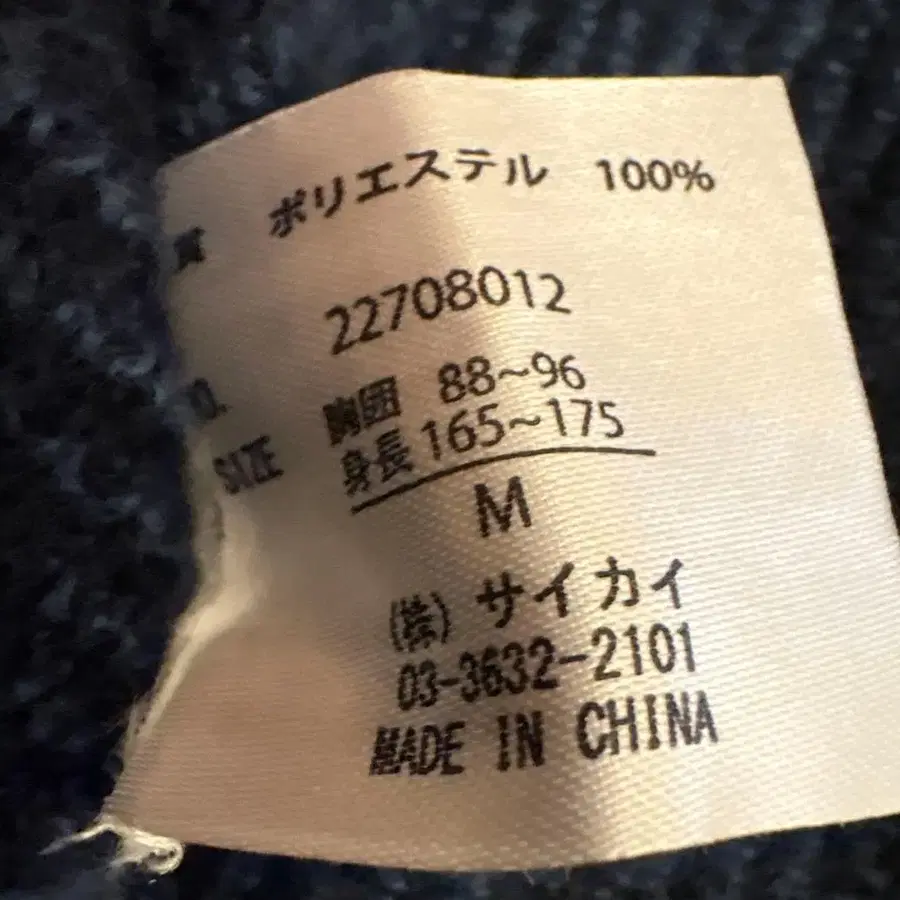 質 ポリエステル 100%
22708012
O.
胸囲 88~96
SIZE 身長 165~175
M
(株) サイカイ
03-3632-2101
MADE IN CHINA